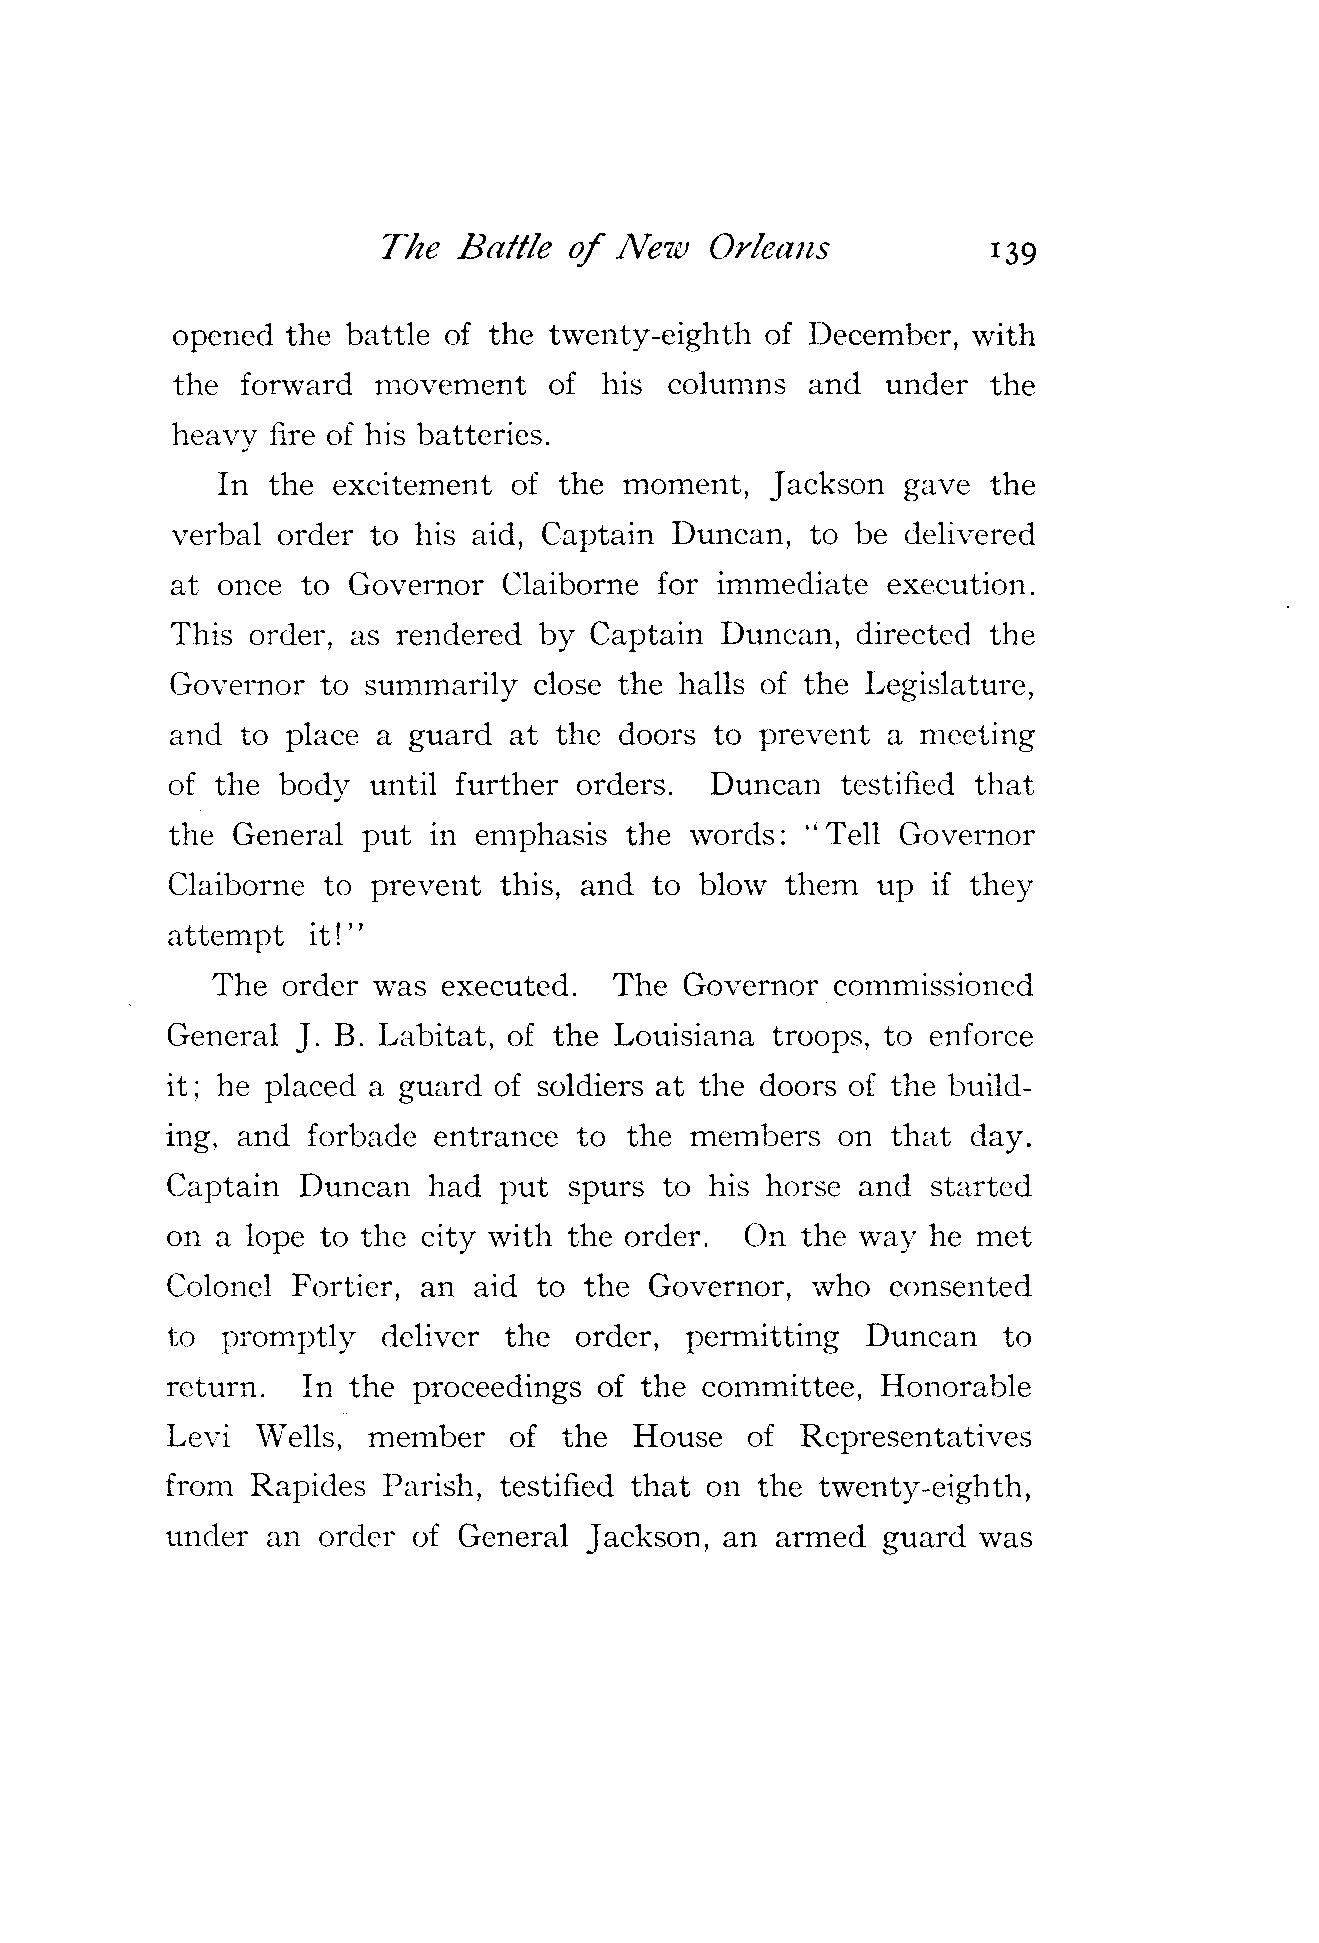 The Battle of New Orleans 139
opened the battle of the twenty-eighth of December, with
the forward movement of his columns and under the
heavy fire of his batteries.
In the excitement of the moment, Jackson gave the
verbal order to his aid, Captain Duncan, to be delivered
at once to Governor Claiborne for immediate execution.
This order, as rendered by Captain Duncan, directed the
Governor to summarily close the halls of the Legislature,
and to place a guard at the doors to prevent a meeting
of the body until further orders. Duncan testified that
the General put in emphasis the words: "Tell Governor
Claiborne to prevent this, and to blow them up if they
attempt it!"
The order was executed. The Governor commissioned
General J. B. Labitat, of the Louisiana troops, to enforce
it; he placed a guard of soldiers at the doors of the build-
ing, and forbade entrance to the members on that day.
Captain Duncan had put spurs to his horse and started
on a lope to the city with the order. On the way he met
Colonel Fortier, an aid to the Governor, who consented
to promptly deliver the order, permitting Duncan to
return. In the proceedings of the committee, Honorable
Levi Wells, member of the House of Representatives
from Rapides Parish, testified that on the twenty-eighth,
under an order of General Jackson, an armed guard was